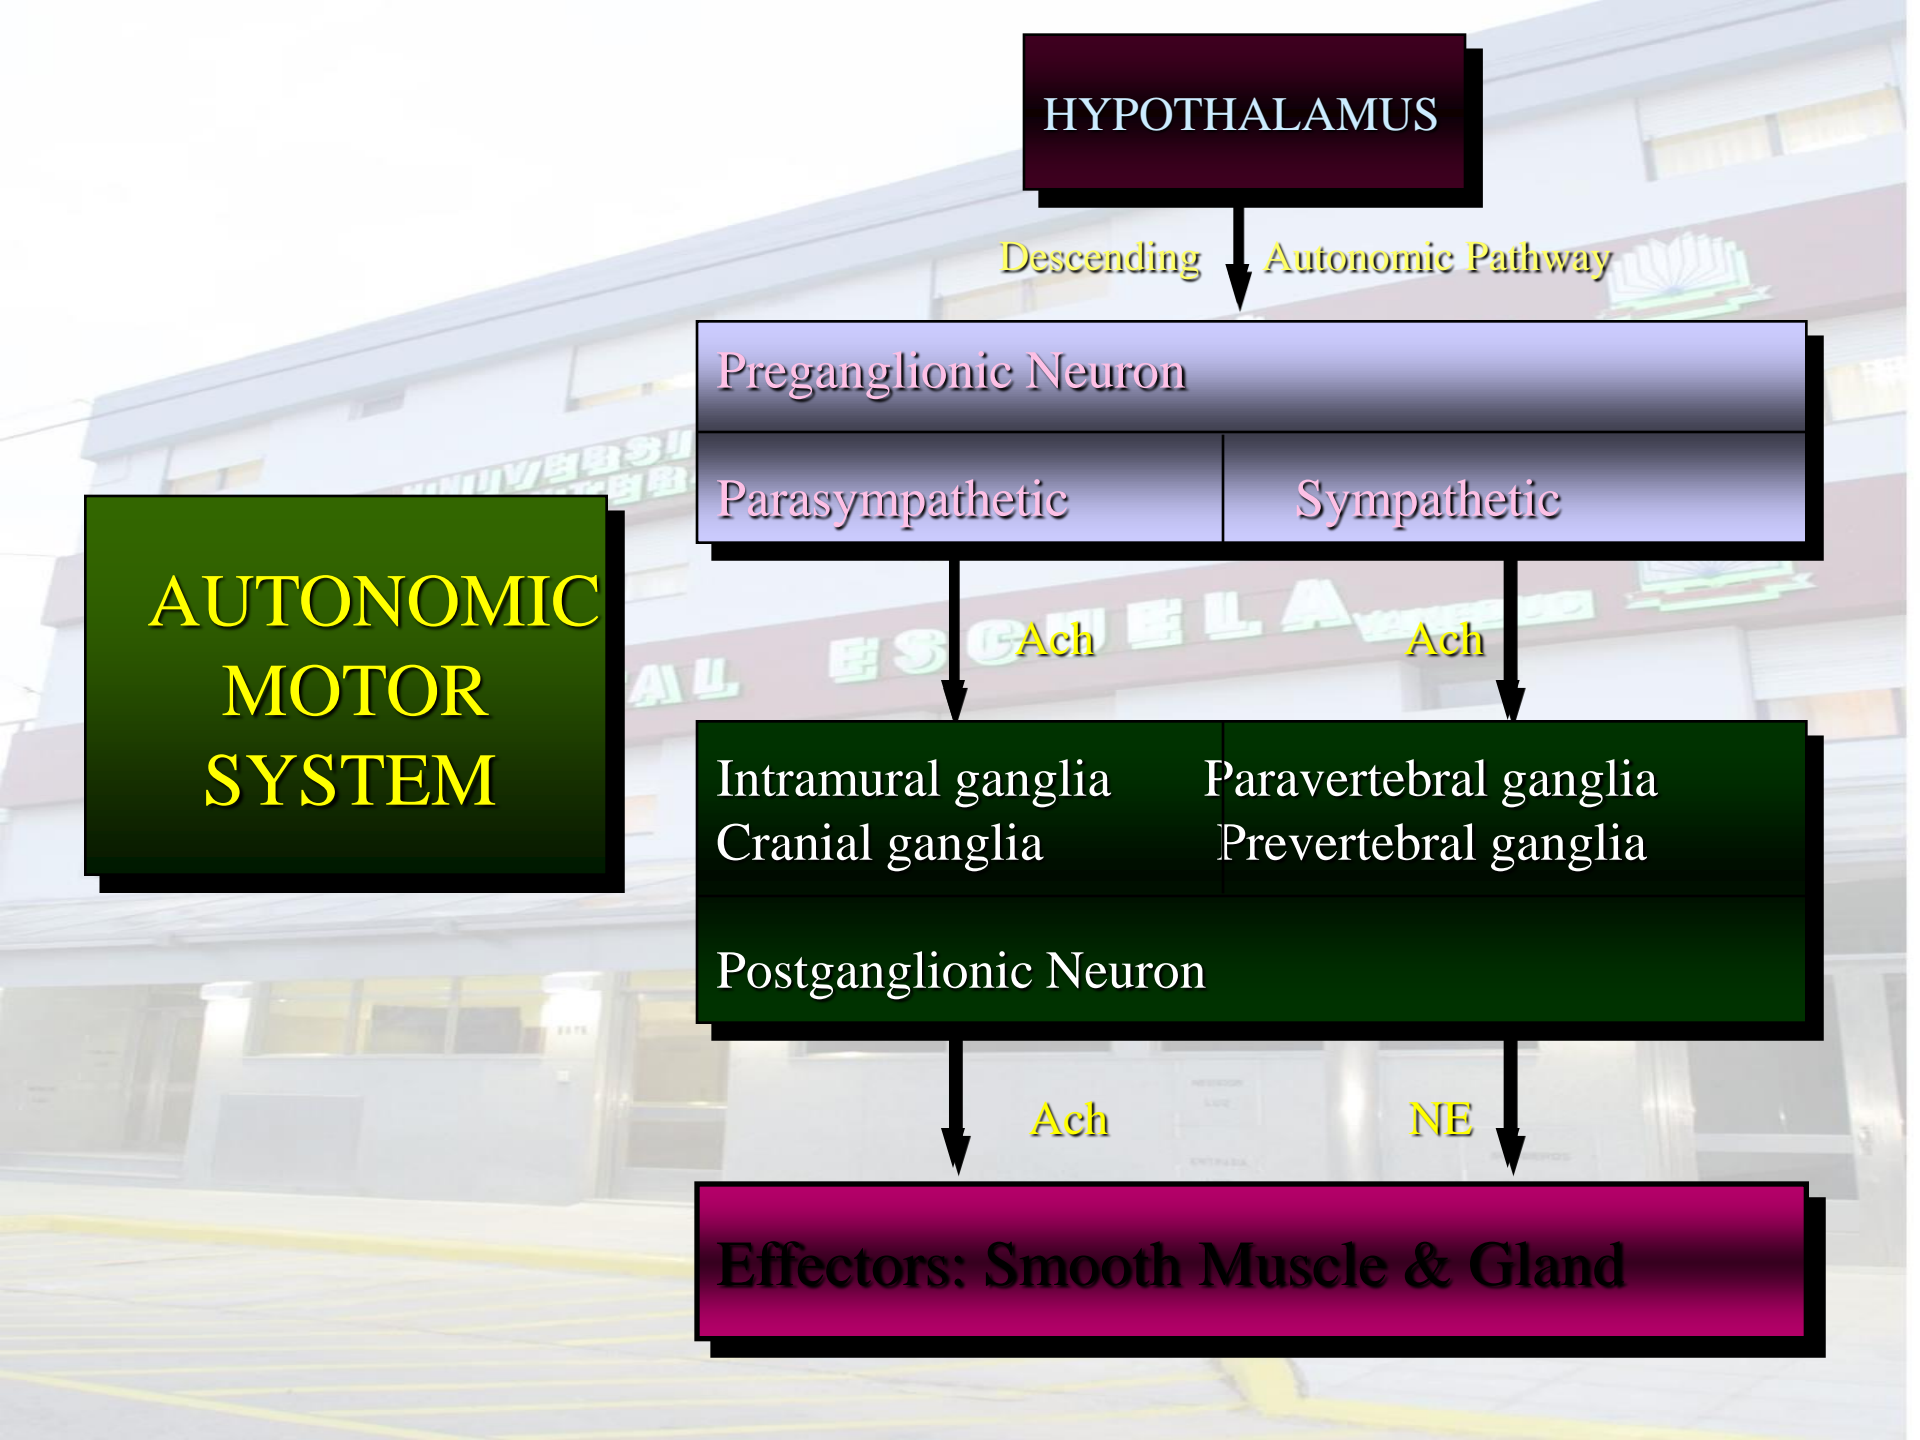 HYPOTHALAMUS
Descending Autonomic Pathway
Preganglionic Neuron
Parasympathetic Sympathetic
AUTONOMIC
MOTOR
SYSTEM
Ach Ach
Intramural ganglia Paravertebral ganglia
Cranial ganglia Prevertebral ganglia
Postganglionic Neuron
Ach NE
Effectors: Smooth Muscle & Gland
ESCUELA